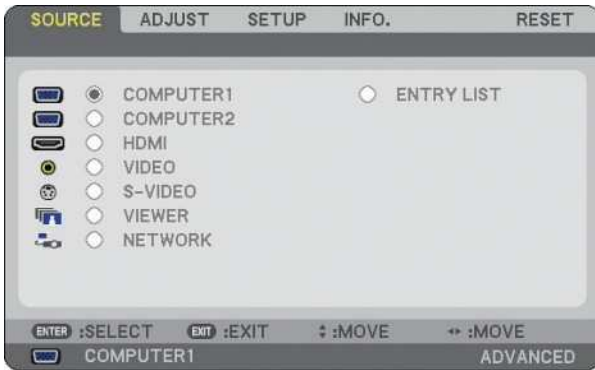 SOURCE ADJUST SETUP INFO. RESET
COMPUTER1 ENTRY LIST
COMPUTER2
HDMI
VIDEO
S-VIDEO
VIEWER
NETWORK
ENTER :SELECT EXIT :EXIT :MOVE :MOVE
COMPUTER1 ADVANCED